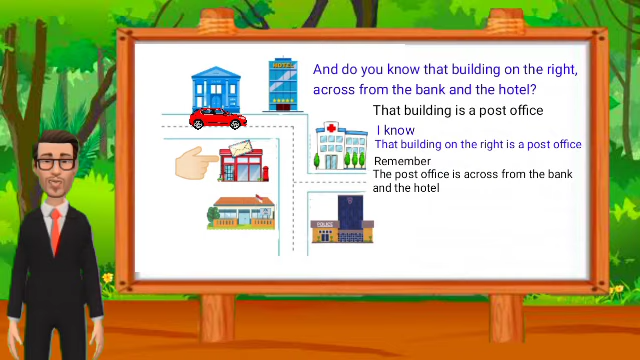 HOTEL
And do you know that building on the right,
across from the bank and the hotel?
That building is a post office
I know
That building on the right is a post office
Remember
The post office is across from the bank
and the hotel
POLICE